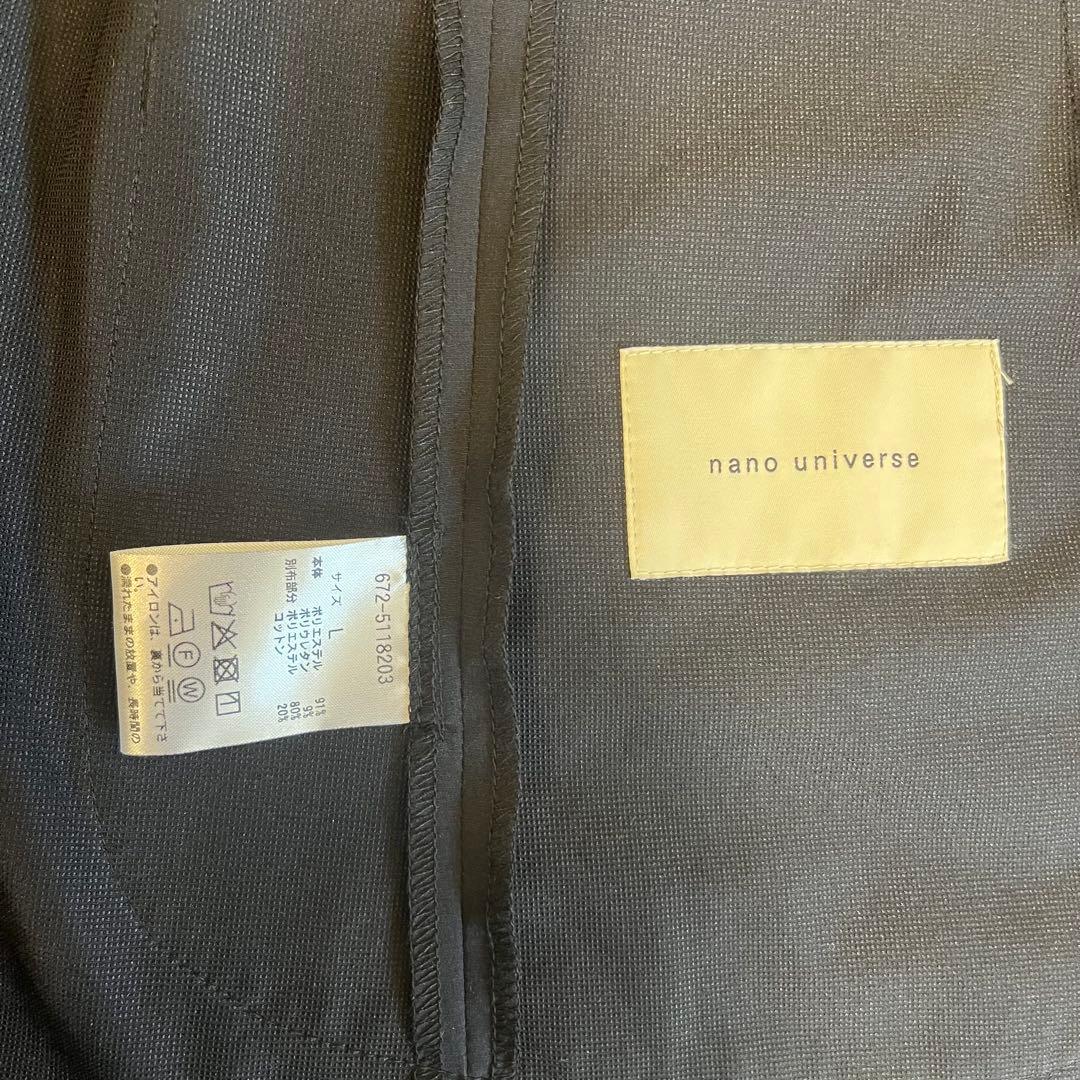 nano universe
672-5118203
サイズ L
本体 ポリエステル 91%
ポリウレタン 9%
別布部分 ポリエステル 80%
コットン 20%
F W
●アイロンは、裏から当てて下さ
い。
●濡れたままの放置や、長時間の